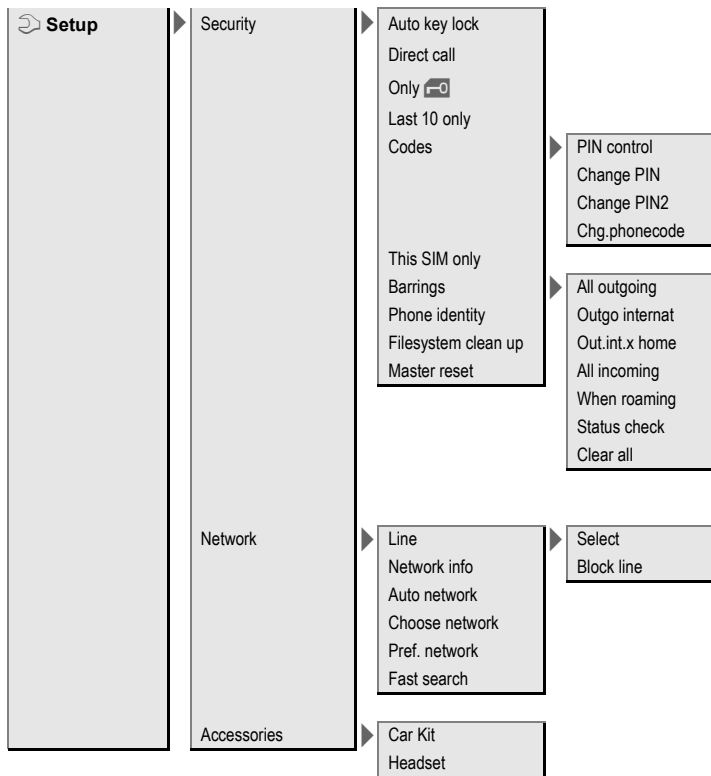 Setup
Security
Auto key lock
Direct call
Only
Last 10 only
Codes
PIN control
Change PIN
Change PIN2
Chg.phonecode
This SIM only
Barrings
All outgoing
Outgo internat
Out.int.x home
All incoming
When roaming
Status check
Clear all
Phone identity
Filesystem clean up
Master reset
Network
Line
Select
Block line
Network info
Auto network
Choose network
Pref. network
Fast search
Accessories
Car Kit
Headset